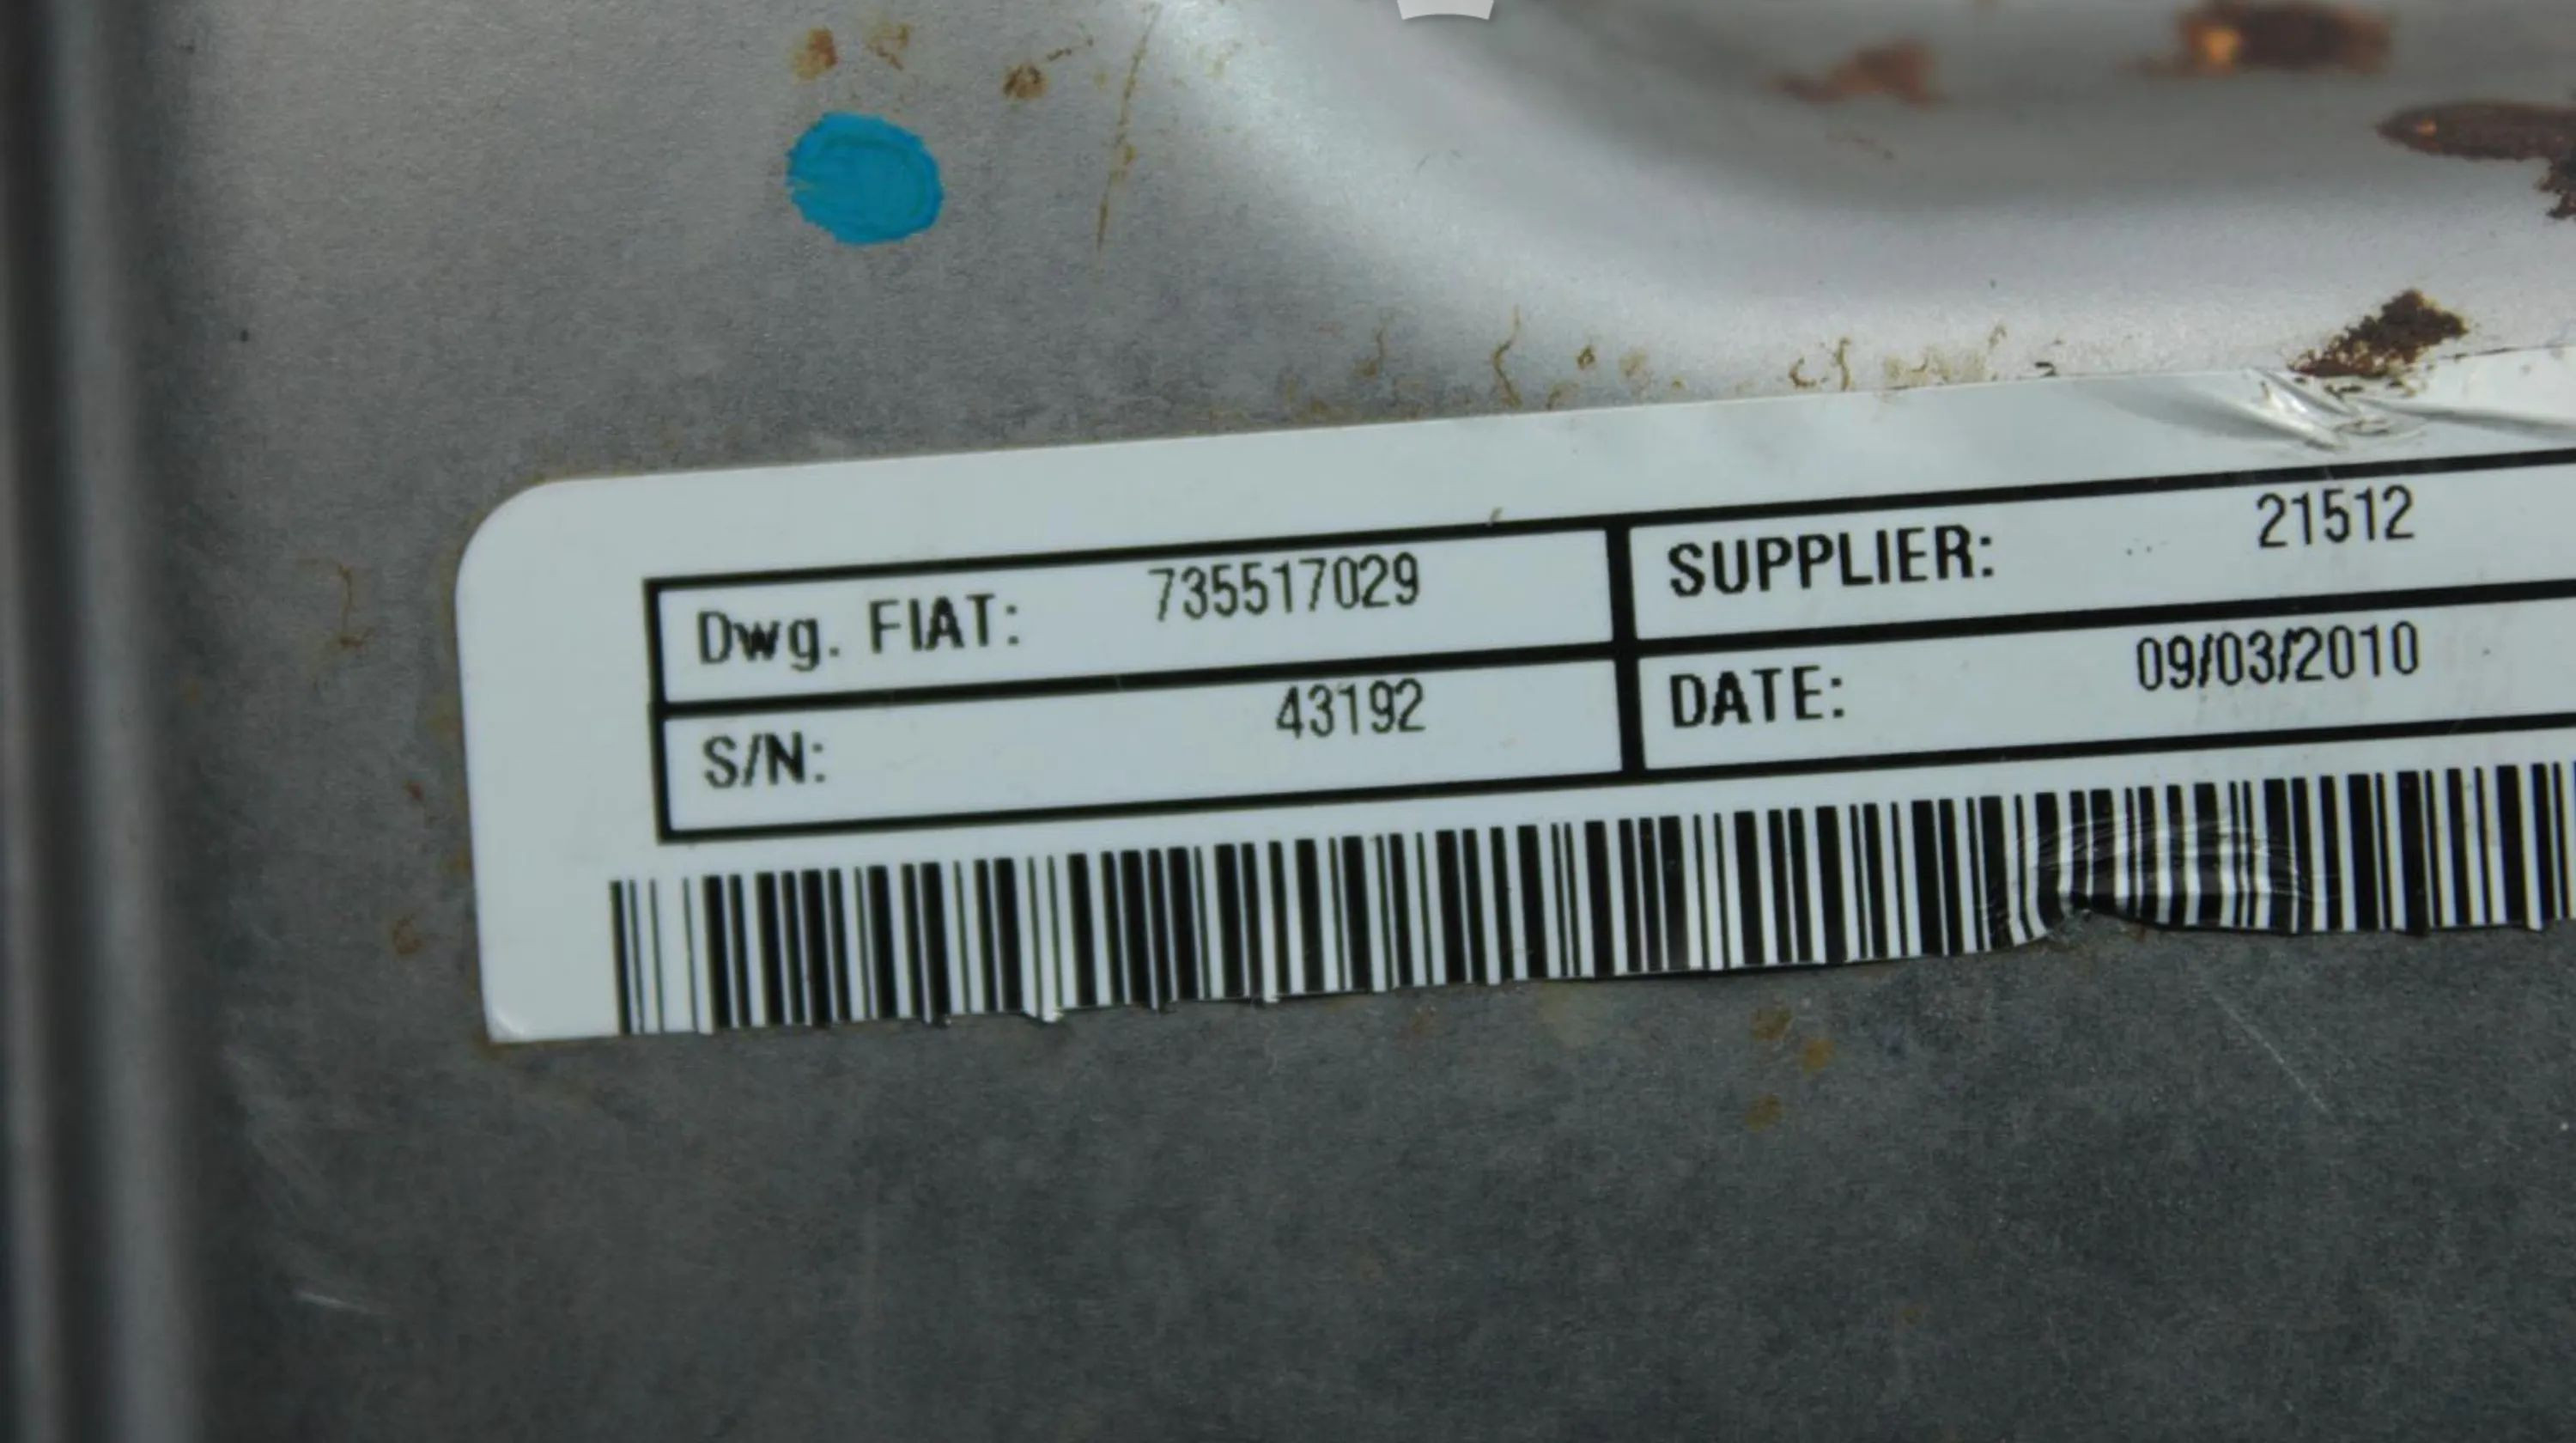 Dwg. FIAT: 735517029 SUPPLIER: 21512
S/N: 43192 DATE: 09/03/2010